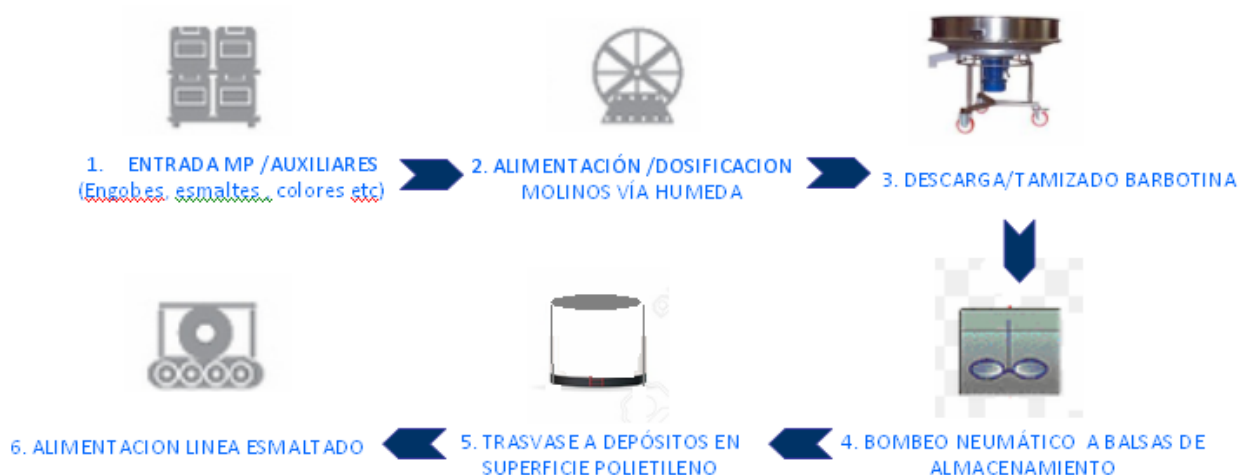 1. ENTRADA MP /AUXILIARES
(Engobes, esmaltes , colores etc)
2. ALIMENTACIÓN /DOSIFICACION
MOLINOS VÍA HUMEDA
3. DESCARGA/TAMIZADO BARBOTINA
6. ALIMENTACION LINEA ESMALTADO
5. TRASVASE A DEPÓSITOS EN
SUPERFICIE POLIETILENO
4. BOMBEO NEUMÁTICO A BALSAS DE
ALMACENAMIENTO